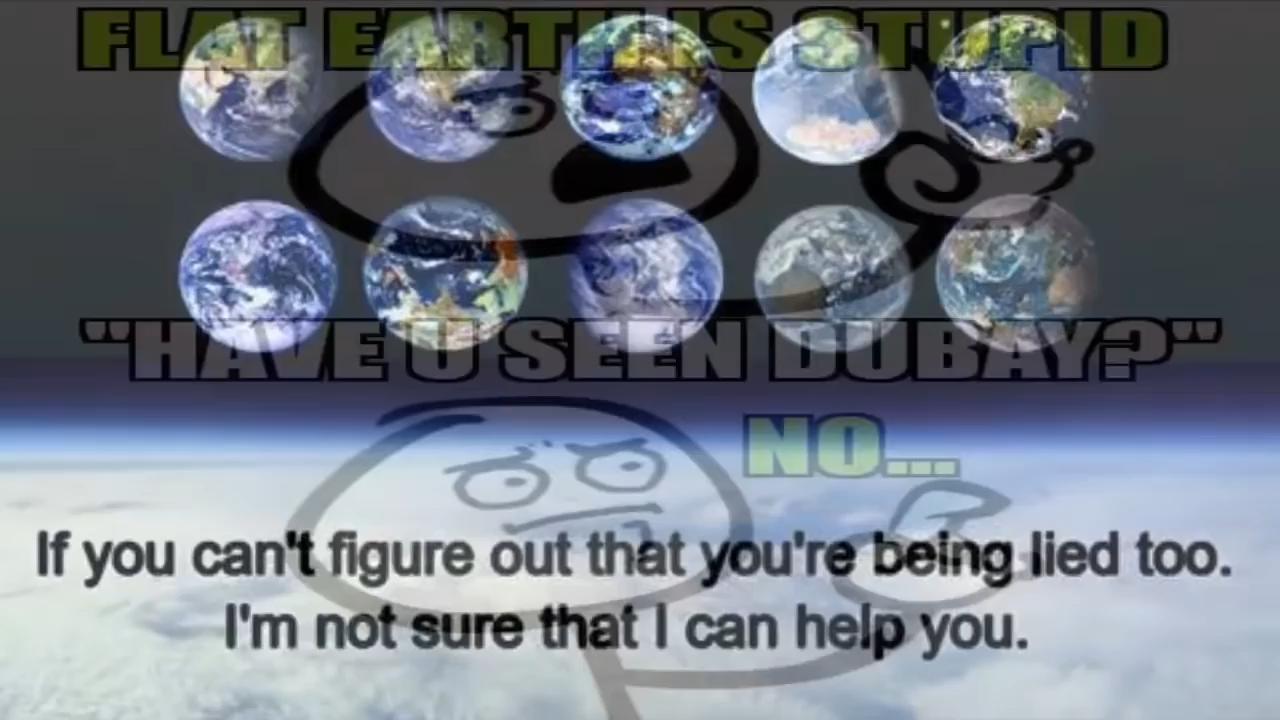 FLAT EARTH IS STUPID
"HAVE U SEEN DUBAY?"
NO...
If you can't figure out that you're being lied too.
I'm not sure that I can help you.